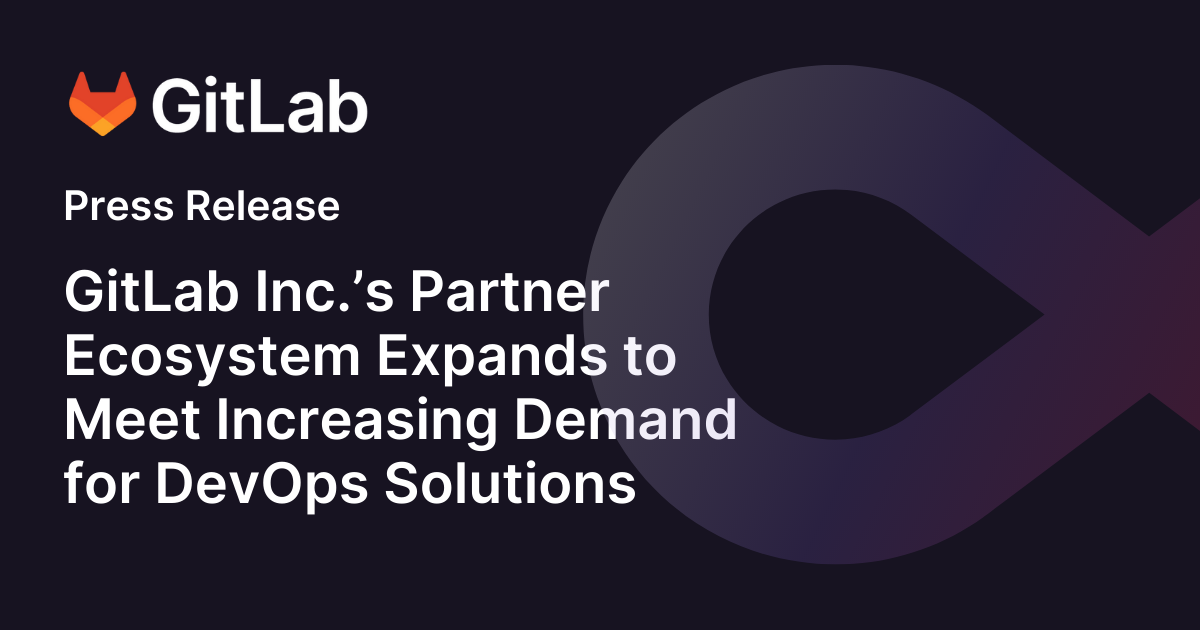 GitLab
Press Release
GitLab Inc.’s Partner
Ecosystem Expands to
Meet Increasing Demand
for DevOps Solutions